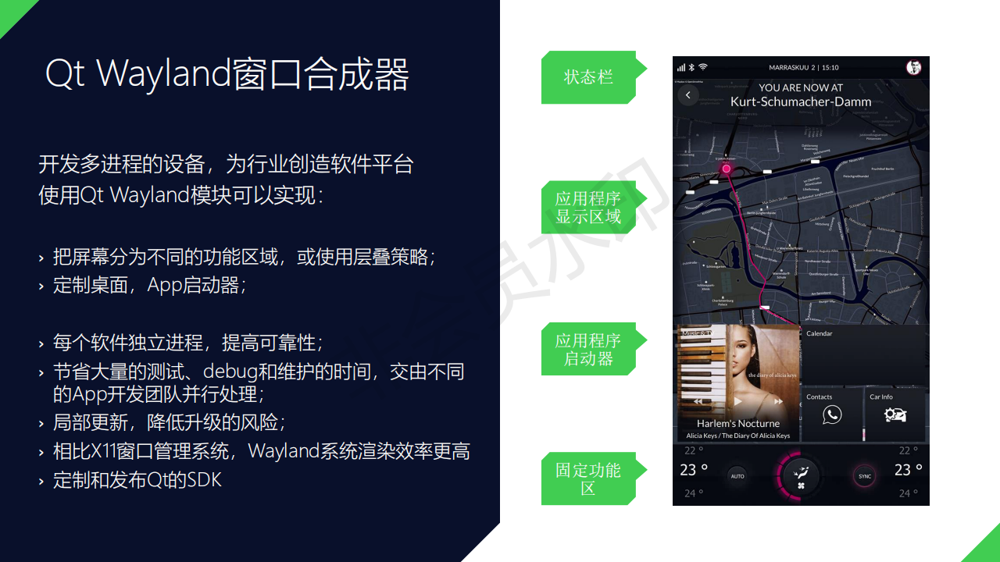 Qt Wayland窗口合成器
开发多进程的设备，为行业创造软件平台
使用Qt Wayland模块可以实现：
› 把屏幕分为不同的功能区域，或使用层叠策略；
› 定制桌面，App启动器；
› 每个软件独立进程，提高可靠性；
› 节省大量的测试、debug和维护的时间，交由不同
的App开发团队并行处理；
› 局部更新，降低升级的风险；
› 相比X11窗口管理系统，Wayland系统渲染效率更高
› 定制和发布Qt的SDK
状态栏
应用程序
显示区域
应用程序
启动器
固定功能
区
MARRASKUU 2 | 15:10
YOU ARE NOW AT
Kurt-Schumacher-Damm
Music & TV
the diary of alicia keys
Harlem's Nocturne
Alicia Keys / The Diary Of Alicia Keys
Calendar
Contacts
Car Info
22 °
23 °
24 °
AUTO
SYNC
22 °
23 °
24 °
员水印